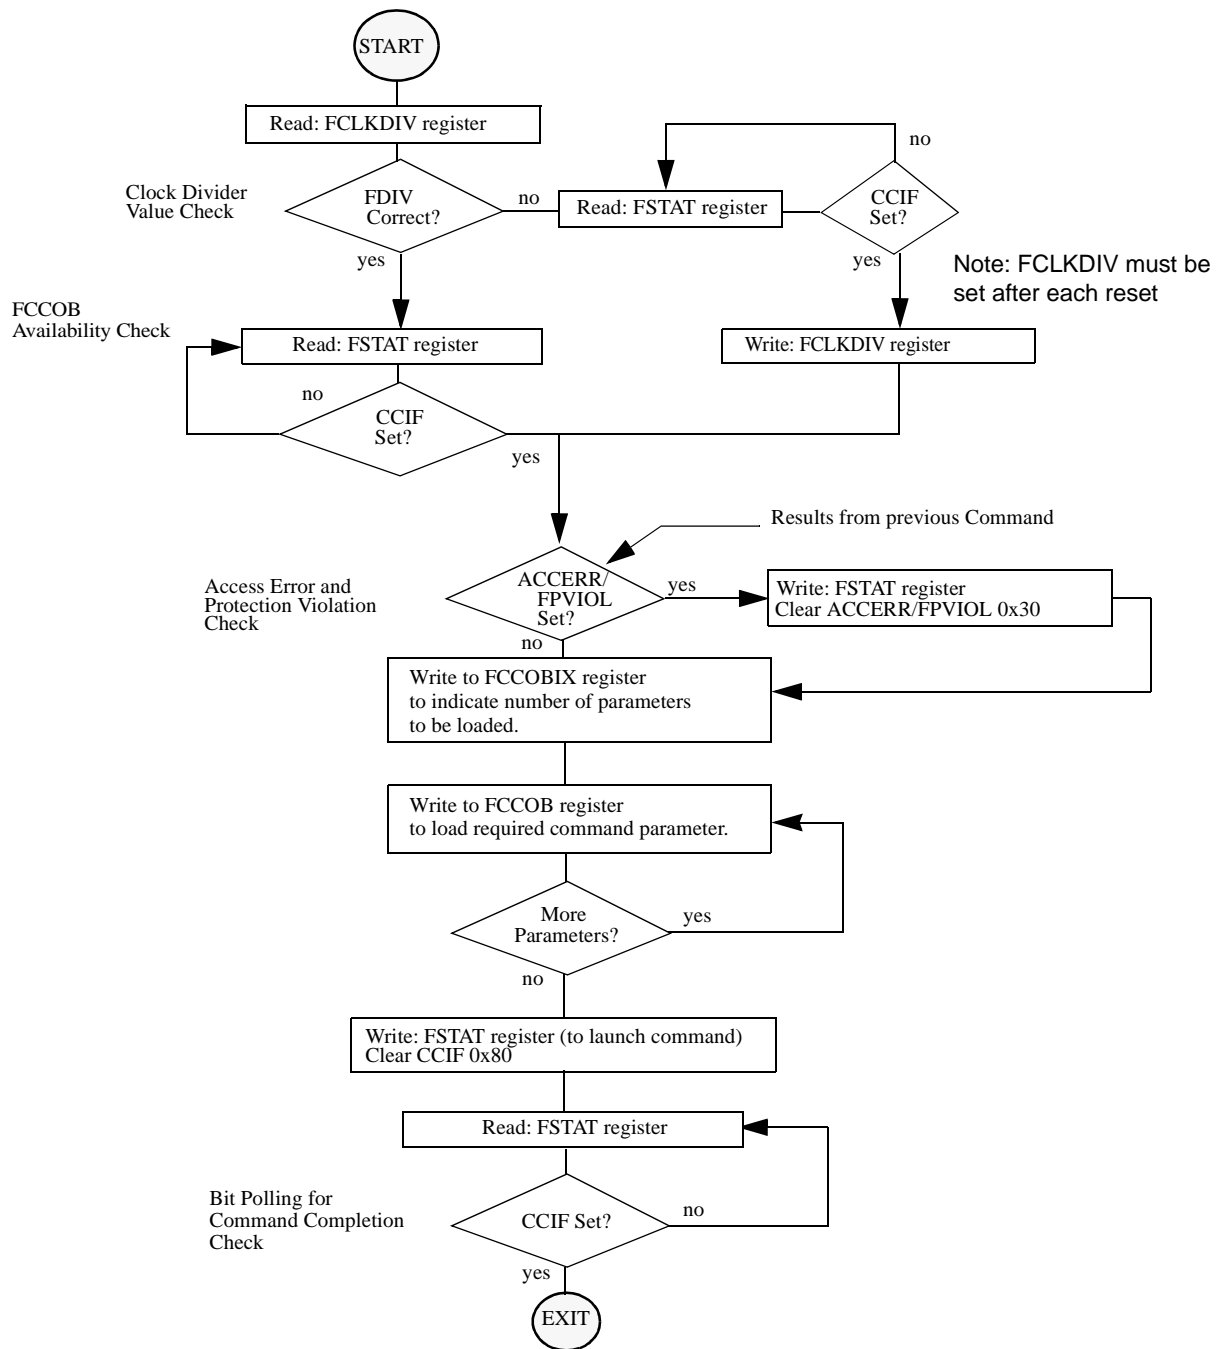 START
Read: FCLKDIV register
no
Clock Divider
Value Check
FDIV
Correct?
no
Read: FSTAT register
CCIF
Set?
yes
yes
Note: FCLKDIV must be
set after each reset
FCCOB
Availability Check
Read: FSTAT register
Write: FCLKDIV register
no
CCIF
Set?
yes
Results from previous Command
Access Error and
Protection Violation
Check
ACCERR/
FPVIOL
Set?
yes
Write: FSTAT register
Clear ACCERR/FPVIOL 0x30
no
Write to FCCOBIX register
to indicate number of parameters
to be loaded.
Write to FCCOB register
to load required command parameter.
More
Parameters?
yes
no
Write: FSTAT register (to launch command)
Clear CCIF 0x80
Read: FSTAT register
Bit Polling for
Command Completion
Check
CCIF Set?
no
yes
EXIT